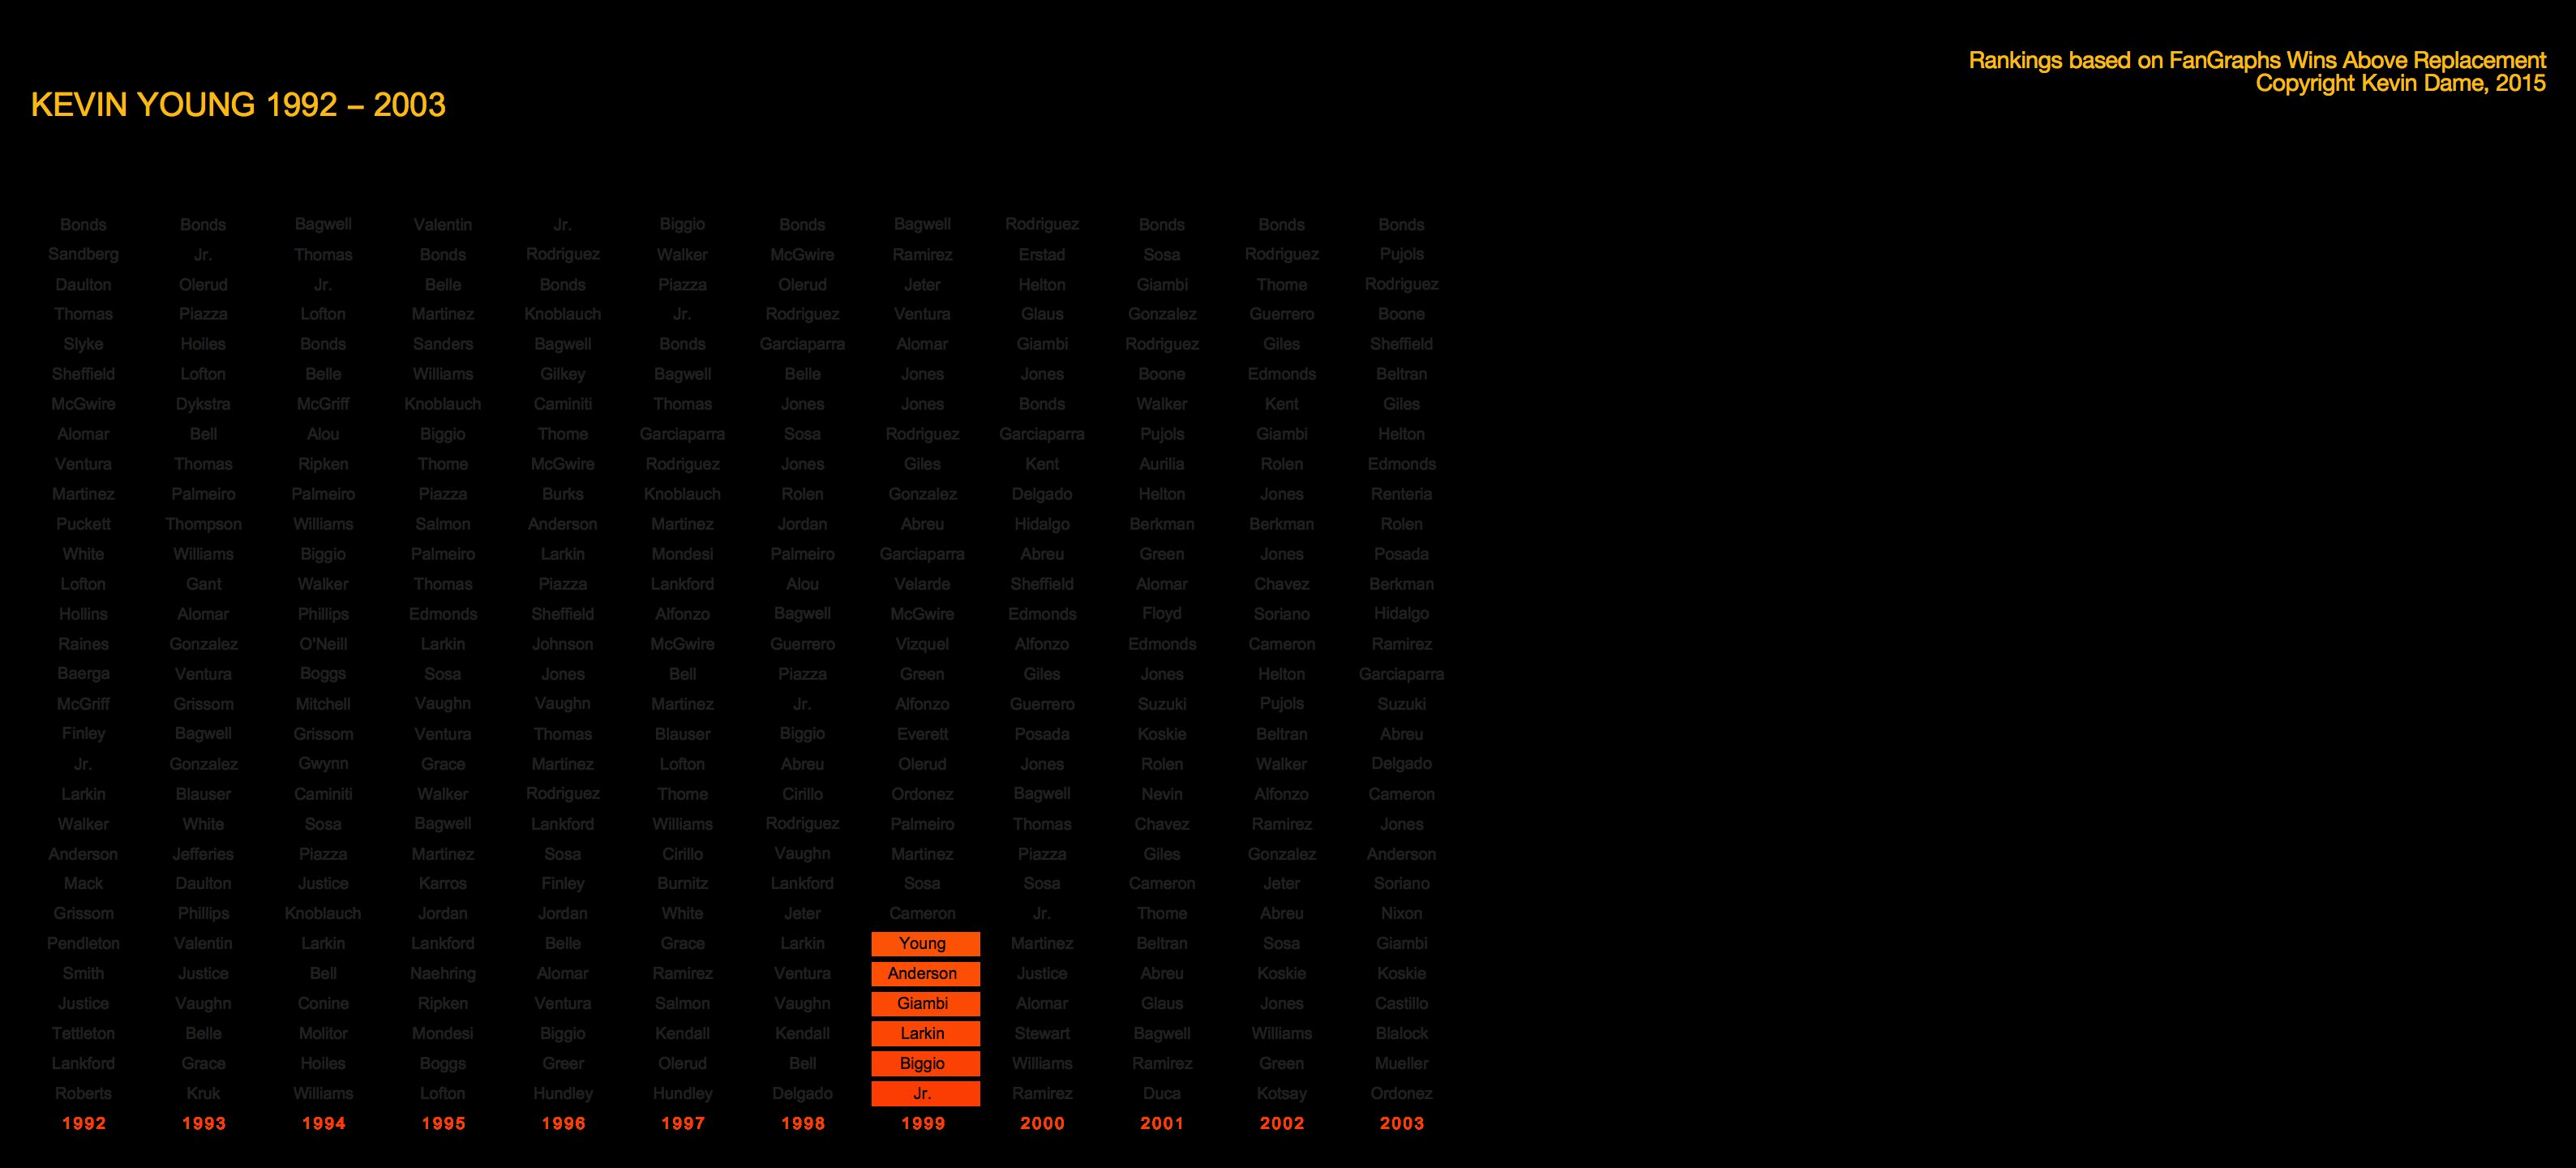 Rankings based on FanGraphs Wins Above Replacement
Copyright Kevin Dame, 2015
KEVIN YOUNG 1992 – 2003
Bonds Bonds Bagwell Valentin Jr. Biggio Bonds Bagwell Rodriguez Bonds Bonds Bonds
Sandberg Jr. Thomas Bonds Rodriguez Walker McGwire Ramirez Erstad Sosa Rodriguez Pujols
Daulton Olerud Jr. Belle Bonds Piazza Olerud Jeter Helton Giambi Thome Rodriguez
Thomas Piazza Lofton Martinez Knoblauch Jr. Rodriguez Ventura Glaus Gonzalez Guerrero Boone
Slyke Hoiles Bonds Sanders Bagwell Bonds Garciaparra Alomar Giambi Rodriguez Giles Sheffield
Sheffield Lofton Belle Williams Gilkey Bagwell Belle Jones Jones Boone Edmonds Beltran
McGwire Dykstra McGriff Knoblauch Caminiti Thomas Jones Jones Bonds Walker Kent Giles
Alomar Bell Alou Biggio Thome Garciaparra Sosa Rodriguez Garciaparra Pujols Giambi Helton
Ventura Thomas Ripken Thome McGwire Rodriguez Jones Giles Kent Aurilia Rolen Edmonds
Martinez Palmeiro Palmeiro Piazza Burks Knoblauch Rolen Gonzalez Delgado Helton Jones Renteria
Puckett Thompson Williams Salmon Anderson Martinez Jordan Abreu Hidalgo Berkman Berkman Rolen
White Williams Biggio Palmeiro Larkin Mondesi Palmeiro Garciaparra Abreu Green Jones Posada
Lofton Gant Walker Thomas Piazza Lankford Alou Velarde Sheffield Alomar Chavez Berkman
Hollins Alomar Phillips Edmonds Sheffield Alfonzo Bagwell McGwire Edmonds Floyd Soriano Hidalgo
Raines Gonzalez O'Neill Larkin Johnson McGwire Guerrero Vizquel Alfonzo Edmonds Cameron Ramirez
Baerga Ventura Boggs Sosa Jones Bell Piazza Green Giles Jones Helton Garciaparra
McGriff Grissom Mitchell Vaughn Vaughn Martinez Jr. Alfonzo Guerrero Suzuki Pujols Suzuki
Finley Bagwell Grissom Ventura Thomas Blauser Biggio Everett Posada Koskie Beltran Abreu
Jr. Gonzalez Gwynn Grace Martinez Lofton Abreu Olerud Jones Rolen Walker Delgado
Larkin Blauser Caminiti Walker Rodriguez Thome Cirillo Ordonez Bagwell Nevin Alfonzo Cameron
Walker White Sosa Bagwell Lankford Williams Rodriguez Palmeiro Thomas Chavez Ramirez Jones
Anderson Jefferies Piazza Martinez Sosa Cirillo Vaughn Martinez Piazza Giles Gonzalez Anderson
Mack Daulton Justice Karros Finley Burnitz Lankford Sosa Sosa Cameron Jeter Soriano
Grissom Phillips Knoblauch Jordan Jordan White Jeter Cameron Jr. Thome Abreu Nixon
Pendleton Valentin Larkin Lankford Belle Grace Larkin Young Martinez Beltran Sosa Giambi
Smith Justice Bell Naehring Alomar Ramirez Ventura Anderson Justice Abreu Koskie Koskie
Justice Vaughn Conine Ripken Ventura Salmon Vaughn Giambi Alomar Glaus Jones Castillo
Tettleton Belle Molitor Mondesi Biggio Kendall Kendall Larkin Stewart Bagwell Williams Blalock
Lankford Grace Hoiles Boggs Greer Olerud Bell Biggio Williams Ramirez Green Mueller
Roberts Kruk Williams Lofton Hundley Hundley Delgado Jr. Ramirez Duca Kotsay Ordonez
1992 1993 1994 1995 1996 1997 1998 1999 2000 2001 2002 2003